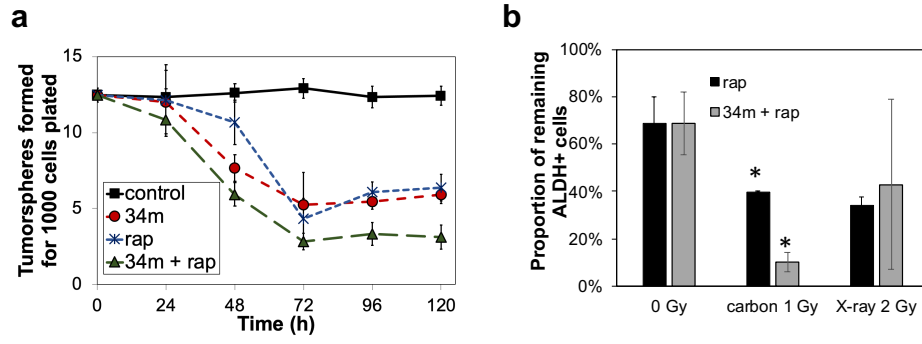 a
Tumorspheres formed
for 1000 cells plated
15
10
5
0
control
34m
rap
34m + rap
0 24 48 72 96 120
Time (h)
b
Proportion of remaining
ALDH+ cells
100%
80%
60%
40%
20%
0%
rap
34m + rap
*
*
0 Gy carbon 1 Gy X-ray 2 Gy